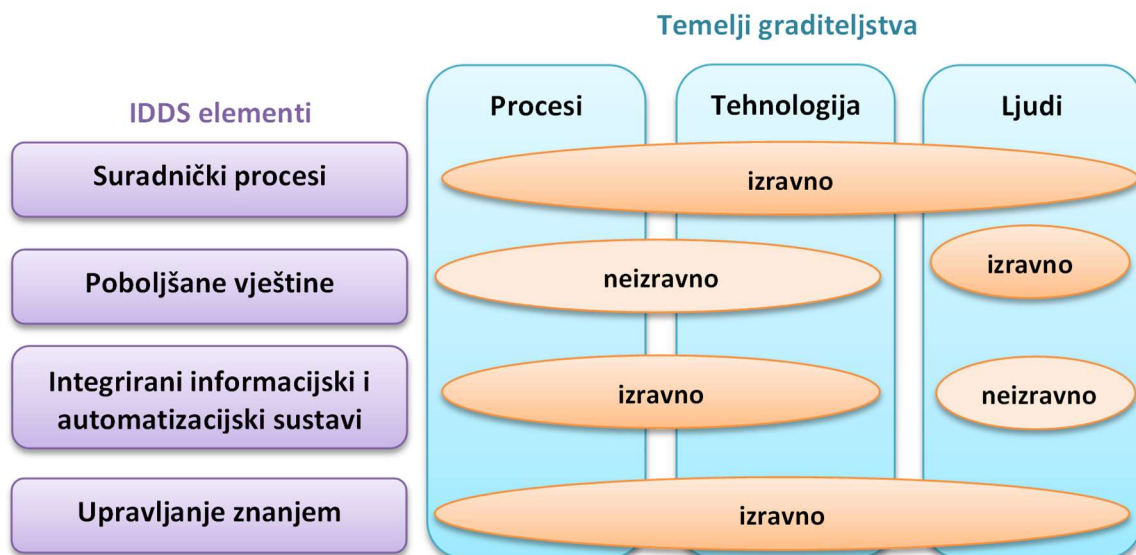 Temelji graditeljstva
IDDS elementi
Procesi
Tehnologija
Ljudi
Suradnički procesi
izravno
Poboljšane vještine
neizravno
izravno
Integrirani informacijski i
automatizacijski sustavi
izravno
neizravno
Upravljanje znanjem
izravno